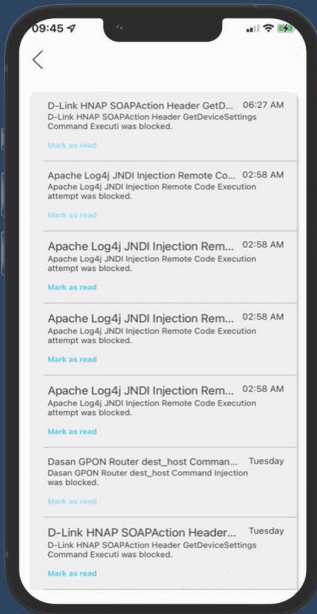 09:45
D-Link HNAP SOAPAction Header GetD... 06:27 AM
D-Link HNAP SOAPAction Header GetDeviceSettings
Command Executi was blocked.
Mark as read
Apache Log4j JNDI Injection Remote Co... 02:58 AM
Apache Log4j JNDI Injection Remote Code Execution
attempt was blocked.
Mark as read
Apache Log4j JNDI Injection Rem... 02:58 AM
Apache Log4j JNDI Injection Remote Code Execution
attempt was blocked.
Mark as read
Apache Log4j JNDI Injection Rem... 02:58 AM
Apache Log4j JNDI Injection Remote Code Execution
attempt was blocked.
Mark as read
Apache Log4j JNDI Injection Rem... 02:58 AM
Apache Log4j JNDI Injection Remote Code Execution
attempt was blocked.
Mark as read
Dasan GPON Router dest_host Comman... Tuesday
Dasan GPON Router dest_host Command Injection
was blocked.
Mark as read
D-Link HNAP SOAPAction Header... Tuesday
D-Link HNAP SOAPAction Header GetDeviceSettings
Command Executi was blocked.
Mark as read